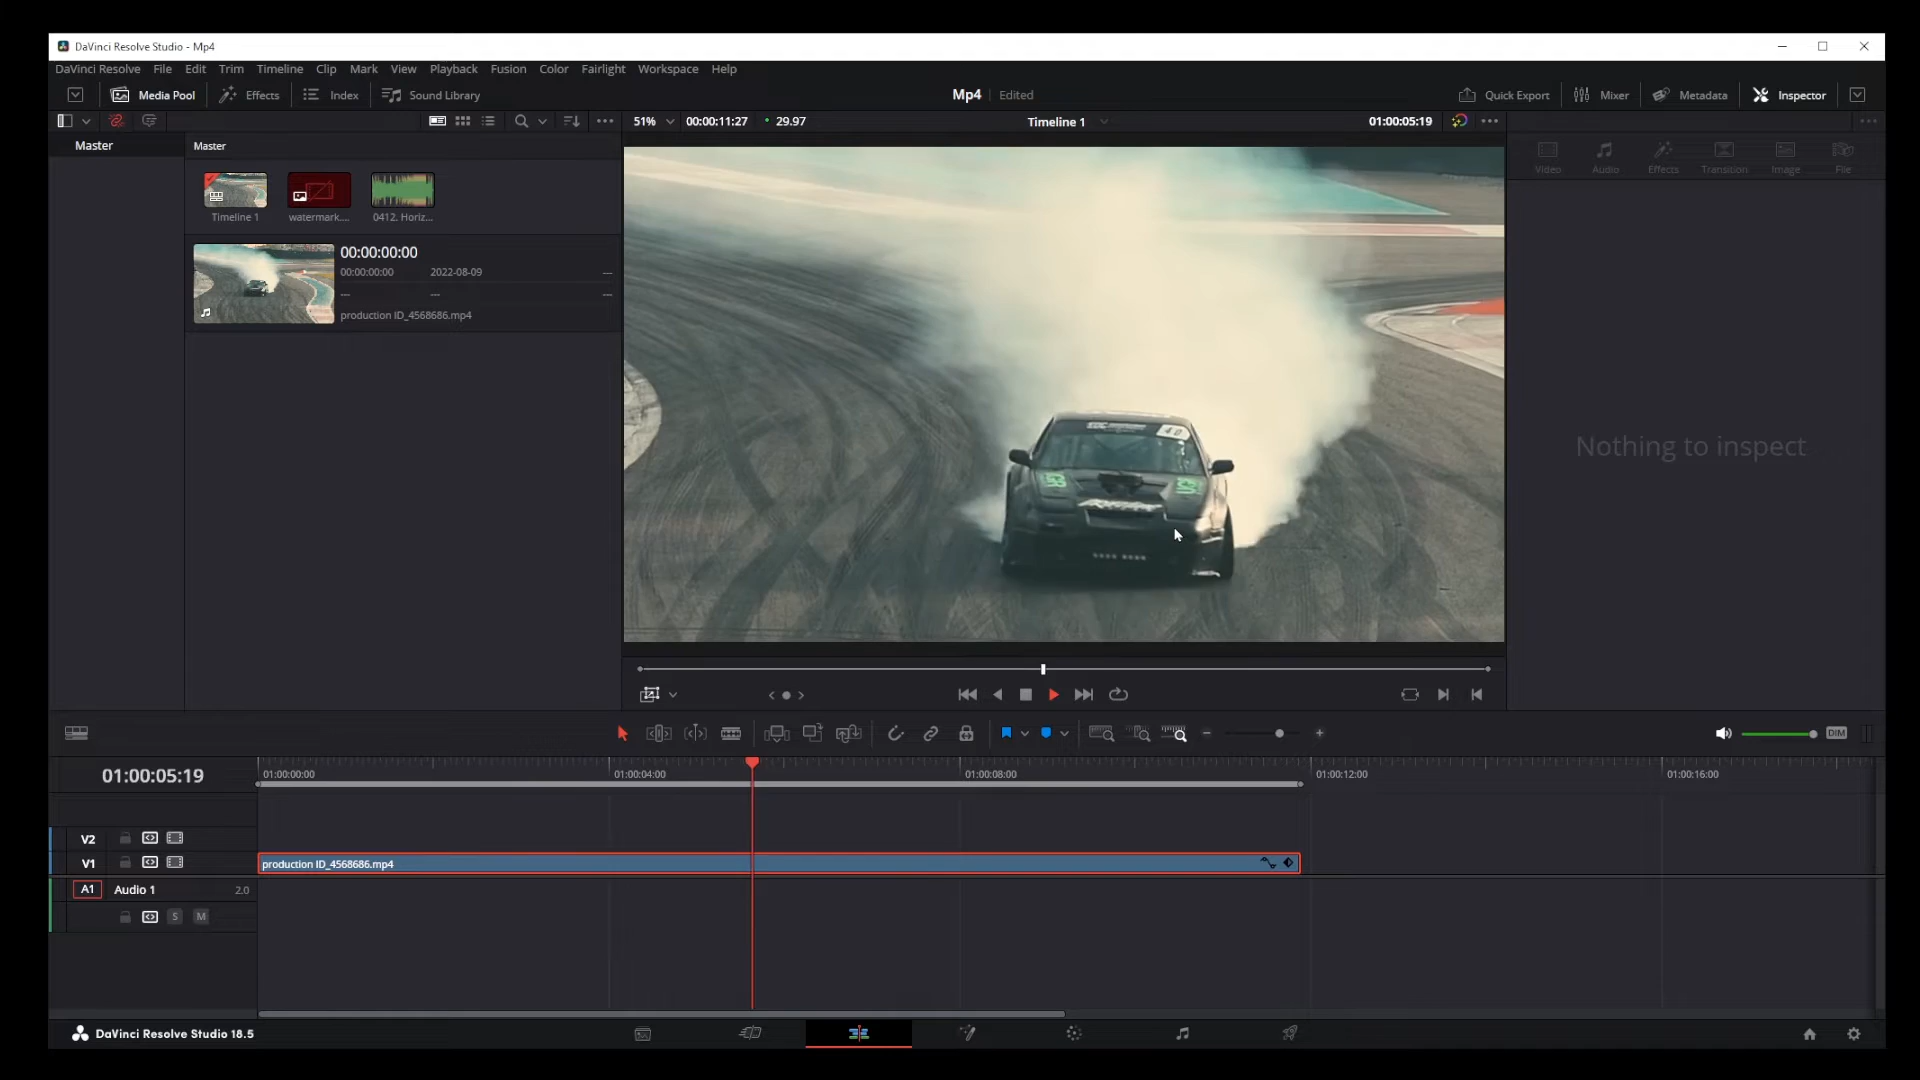 DaVinci Resolve Studio - Mp4
DaVinci Resolve File Edit Trim Timeline Clip Mark View Playback Fusion Color Fairlight Workspace Help
Media Pool Effects Index Sound Library Mp4 Edited Quick Export Mixer Metadata Inspector
51% 00:00:11:27 29.97 Timeline 1 01:00:05:19
Master Master
Video Audio Effects Transition Image File
Timeline 1 watermark.... 0412. Horiz...
00:00:00:00
00:00:00:00 2022-08-09
production ID_4568686.mp4
40
Nothing to inspect
DIM
01:00:05:19 01:00:00:00 01:00:04:00 01:00:08:00 01:00:12:00 01:00:16:00
V2
V1 production ID_4568686.mp4
A1 Audio 1 2.0
S M
DaVinci Resolve Studio 18.5